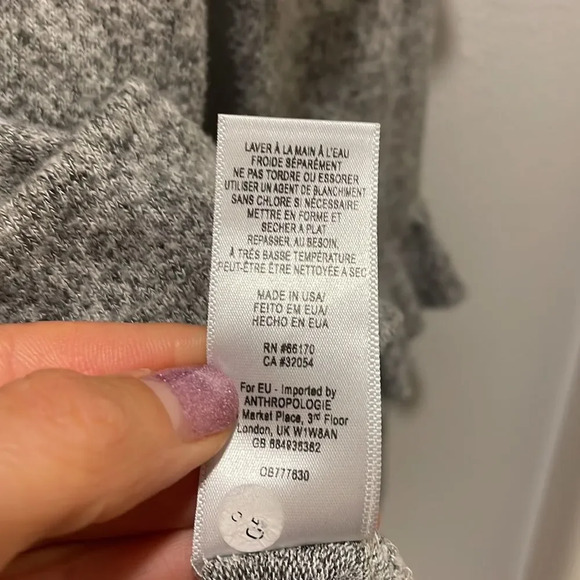 LAVER À LA MAIN À L'EAU
FROIDE SÉPARÉMENT
NE PAS TORDRE OU ESSORER
UTILISER UN AGENT DE BLANCHIMENT
SANS CHLORE SI NÉCESSAIRE
METTRE EN FORME ET
SECHER A PLAT
REPASSER, AU BESOIN,
À TRÈS BASSE TEMPÉRATURE
PEUT-ÊTRE ÊTRE NETTOYÉE A SEC
MADE IN USA/
FEITO EM EUA/
HECHO EN EUA
RN #66170
CA #32054
For EU - Imported by
ANTHROPOLOGIE
Market Place, 3rd Floor
London, UK W1W8AN
GB 684936382
CB777630